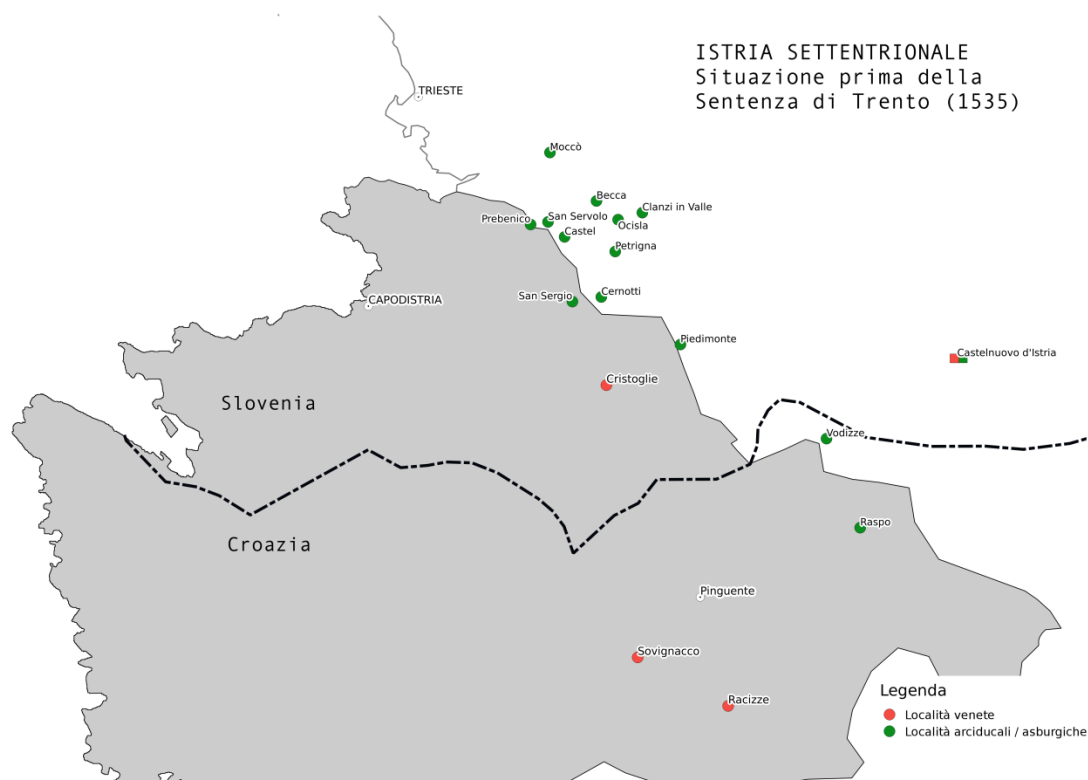 ISTRIA SETTENTRIONALE
Situazione prima della
Sentenza di Trento (1535)
TRIESTE
Moccò
Becca
Clanzi in Valle
Prebenico
San Servolo
Ocisla
Castel
Petrigna
San Sergio
Cernotti
CAPODISTRIA
Piedimonte
Castelnuovo d'Istria
Cristoglie
Slovenia
Vodizze
Raspo
Croazia
Pinguente
Sovignacco
Racizze
Legenda
Località venete
Località arciducali / asburgiche